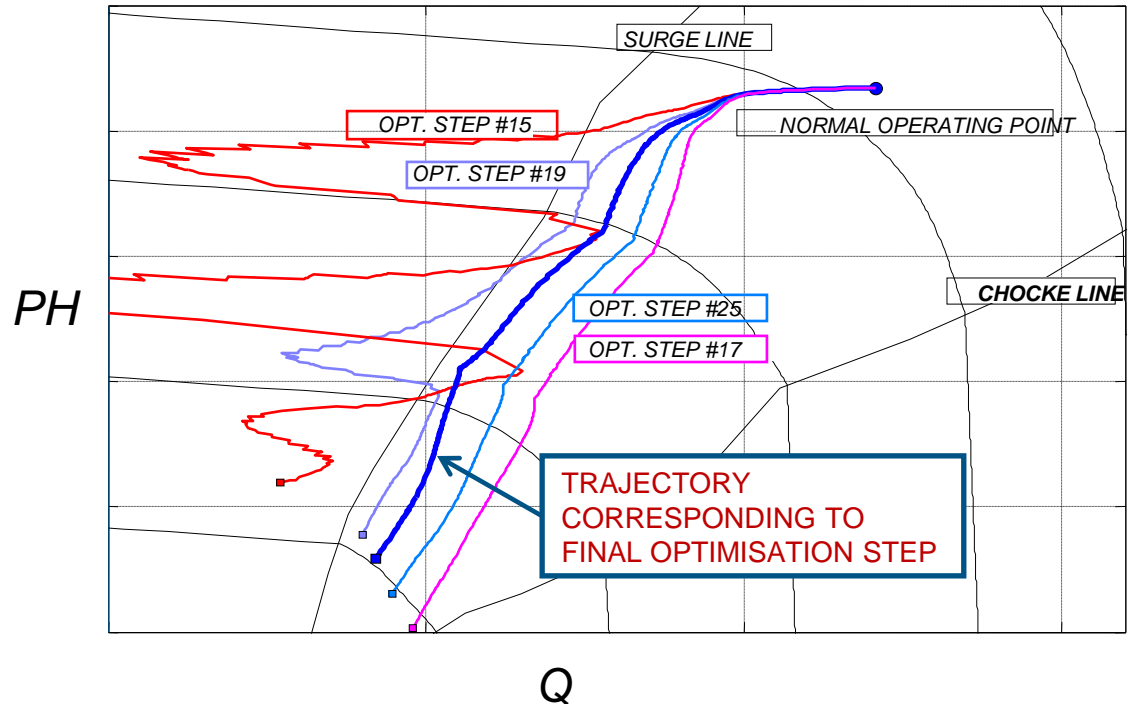 SURGE LINE
OPT. STEP #15
NORMAL OPERATING POINT
OPT. STEP #19
CHOCKE LINE
PH
OPT. STEP #25
OPT. STEP #17
TRAJECTORY
CORRESPONDING TO
FINAL OPTIMISATION STEP
Q